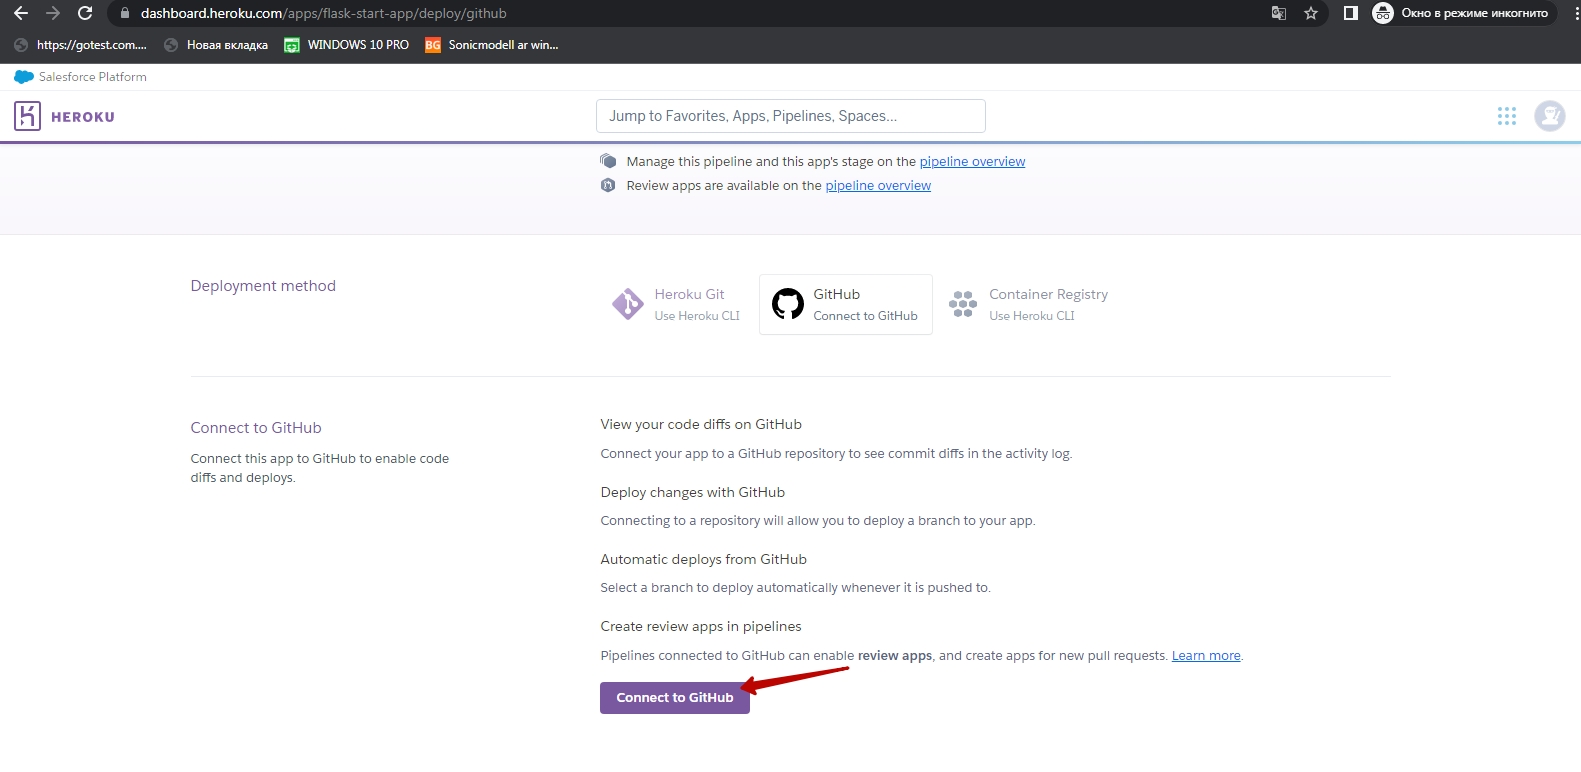 dashboard.heroku.com/apps/flask-start-app/deploy/github
Окно в режиме инкогнито
https://gotest.com....
Новая вкладка
WINDOWS 10 PRO
BG
Sonicmodell ar win...
Salesforce Platform
HEROKU
Jump to Favorites, Apps, Pipelines, Spaces...
Manage this pipeline and this app's stage on the pipeline overview
Review apps are available on the pipeline overview
Deployment method
Heroku Git
Use Heroku CLI
GitHub
Connect to GitHub
Container Registry
Use Heroku CLI
Connect to GitHub
Connect this app to GitHub to enable code
diffs and deploys.
View your code diffs on GitHub
Connect your app to a GitHub repository to see commit diffs in the activity log.
Deploy changes with GitHub
Connecting to a repository will allow you to deploy a branch to your app.
Automatic deploys from GitHub
Select a branch to deploy automatically whenever it is pushed to.
Create review apps in pipelines
Pipelines connected to GitHub can enable review apps, and create apps for new pull requests. Learn more.
Connect to GitHub